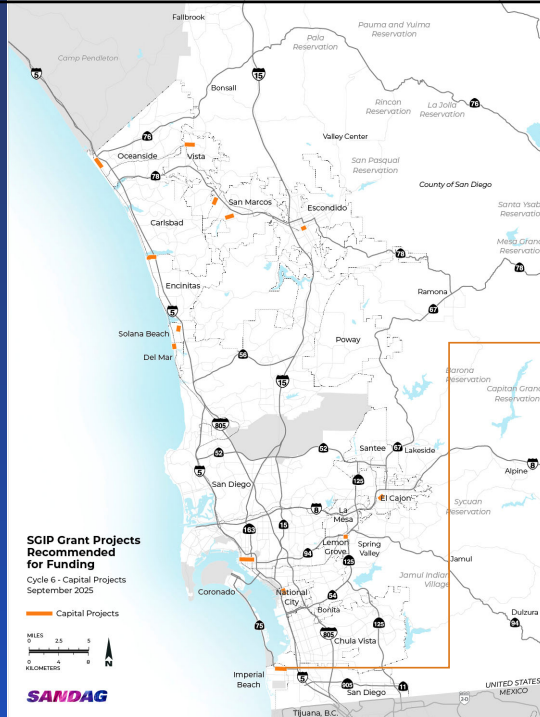 Fallbrook
Pauma and Yuima
Reservation
Pala
Reservation
Camp Pendleton
5
15
Bonsall
Rincon
Reservation
La Jolla
Reservation
76
76
Valley Center
Oceanside
Vista
San Pasqual
Reservation
78
County of San Diego
San Marcos
Escondido
Santa Ysab
Reservatio
Carlsbad
Mesa Grand
Reservatio
78
78
Encinitas
Ramona
5
67
Solana Beach
Poway
Del Mar
56
Barona
Reservation
15
Capitan Grand
Reservation
805
52
52
Santee
67
Lakeside
5
8
San Diego
125
Alpine
El Cajon
Sycuan
Reservation
8
La
Mesa
163
15
SGIP Grant Projects
Recommended
for Funding
Lemon
Grove
Spring
Valley
94
125
Jamul
Cycle 6 - Capital Projects
September 2025
Jamul Indian
Village
Coronado
National
City
54
Capital Projects
Bonita
Dulzura
94
75
125
805
MILES
0 2.5 5
Chula Vista
0 4 8
KILOMETERS
N
Imperial
Beach
5
905
San Diego
11
UNITED STATES
MEXICO
SANDAG
2-D
Tijuana, B.C.